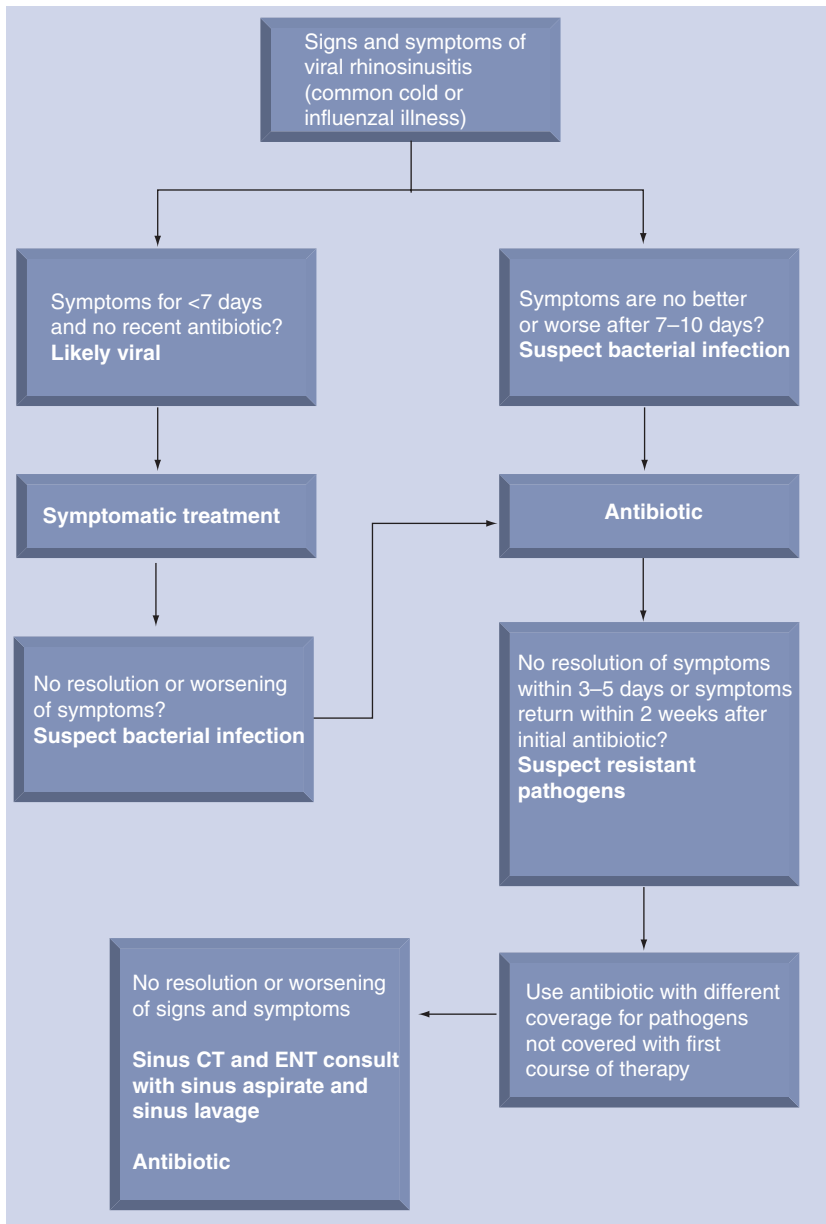 Signs and symptoms of
viral rhinosinusitis
(common cold or
influenzal illness)
Symptoms for <7 days
and no recent antibiotic?
Likely viral
Symptoms are no better
or worse after 7–10 days?
Suspect bacterial infection
Symptomatic treatment
Antibiotic
No resolution or worsening
of symptoms?
Suspect bacterial infection
No resolution of symptoms
within 3–5 days or symptoms
return within 2 weeks after
initial antibiotic?
Suspect resistant
pathogens
Use antibiotic with different
coverage for pathogens
not covered with first
course of therapy
No resolution or worsening
of signs and symptoms
Sinus CT and ENT consult
with sinus aspirate and
sinus lavage
Antibiotic